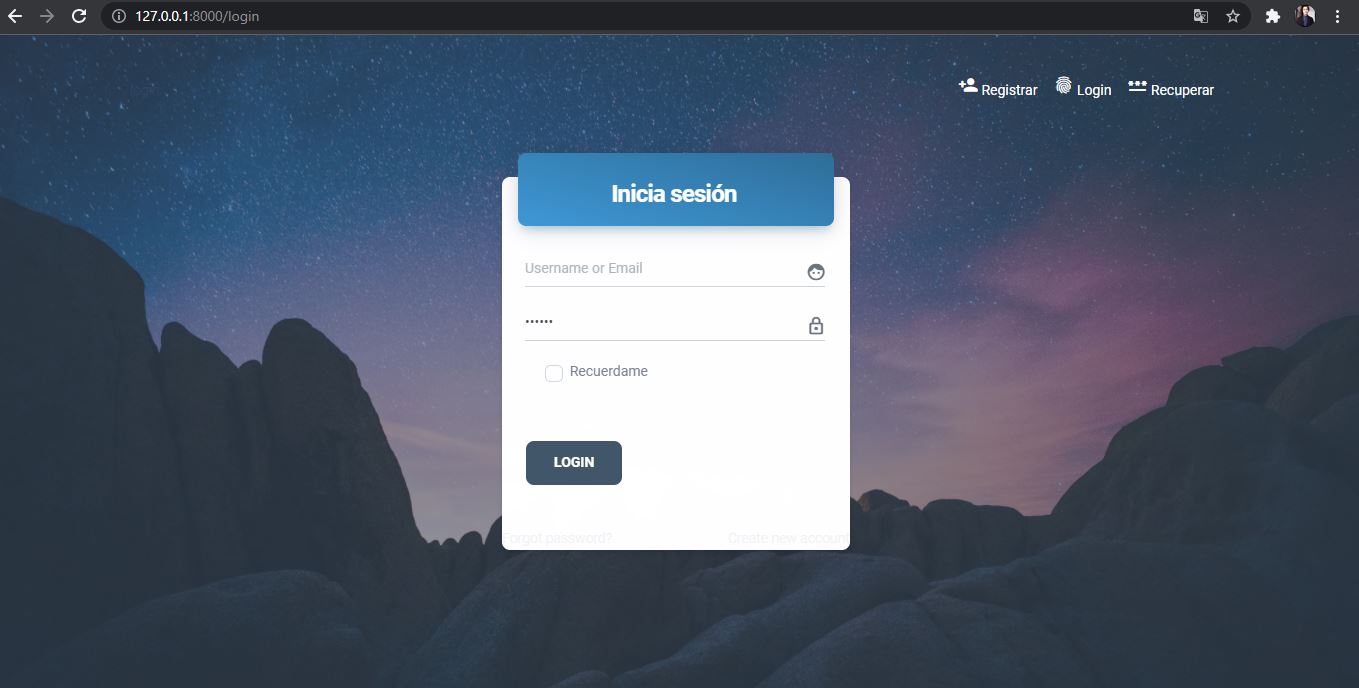 127.0.0.1:8000/login
Registrar Login Recuperar
Inicia sesión
Username or Email
••••••
Recuerdame
LOGIN
Forgot password? Create new account